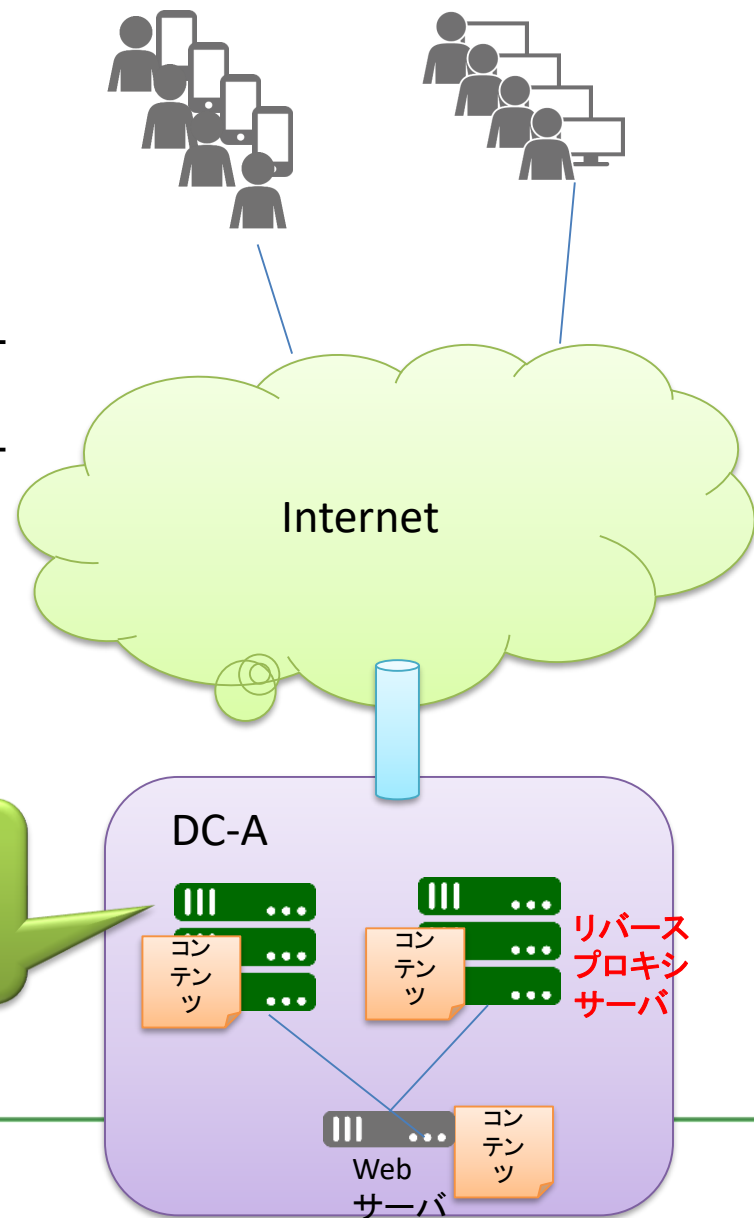 Internet
DC-A
コン
テン
ツ
コン
テン
ツ
リバース
プロキシ
サーバ
コン
テン
ツ
Web
サーバ